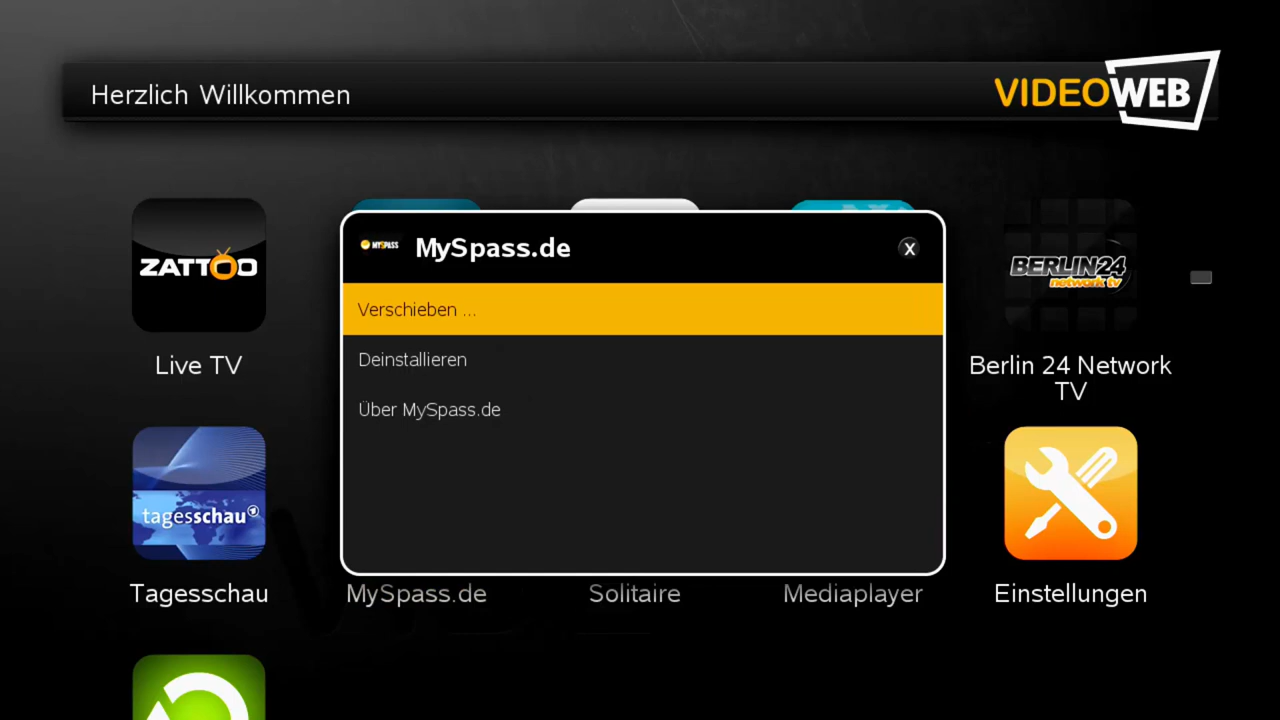 Herzlich Willkommen
VIDEOWEB
MYSPASS
MySpass.de
X
Verschieben ...
Deinstallieren
Über MySpass.de
ZATTOO
Live TV
BERLIN24
network tv
Berlin 24 Network
TV
tagesschau
Tagesschau
MySpass.de
Solitaire
Mediaplayer
Einstellungen